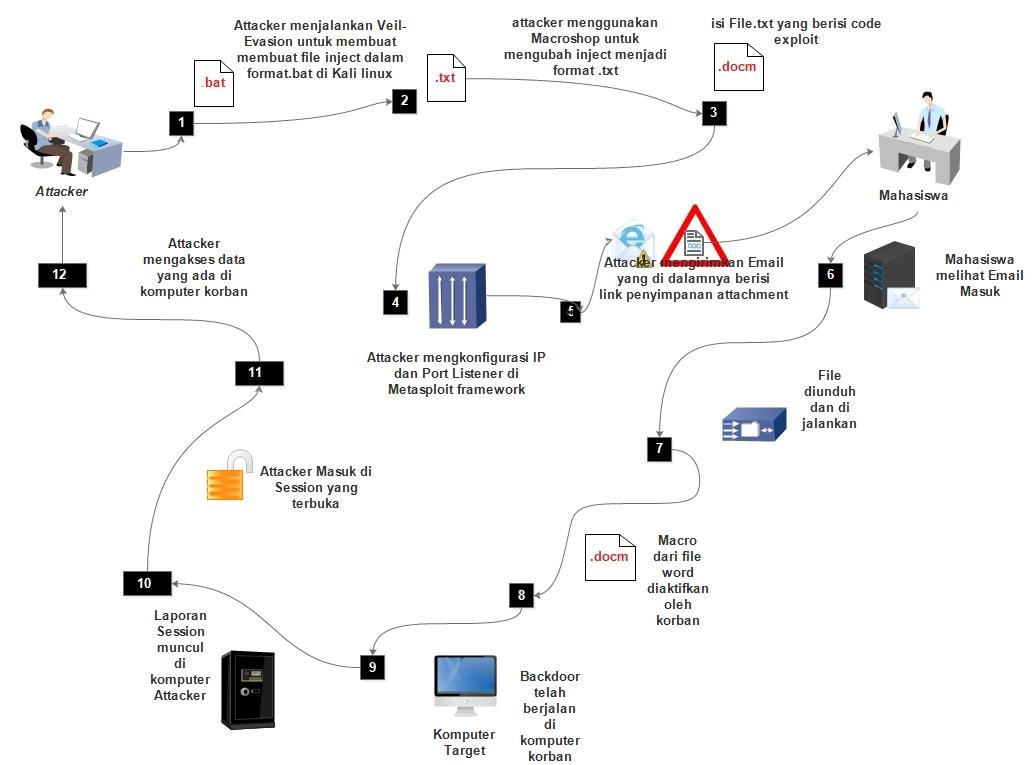 Attacker menjalankan Veil-
Evasion untuk membuat
membuat file inject dalam
format.bat di Kali linux
.bat
attacker menggunakan
Macroshop untuk
mengubah inject menjadi
format .txt
.txt
isi File.txt yang berisi code
exploit
.docm
1
2
3
Attacker
Mahasiswa
12
Attacker
mengakses data
yang ada di
komputer korban
4
Attacker mengkonfigurasi IP
dan Port Listener di
Metasploit framework
5
DOC
Attacker mengirimkan Email
yang di dalamnya berisi
link penyimpanan attachment
6
Mahasiswa
melihat Email
Masuk
11
File
diunduh
dan di
jalankan
7
Attacker Masuk di
Session yang
terbuka
.docm
Macro
dari file
word
diaktifkan
oleh
korban
10
8
Laporan
Session
muncul
di
komputer
Attacker
9
Komputer
Target
Backdoor
telah
berjalan
di
komputer
korban